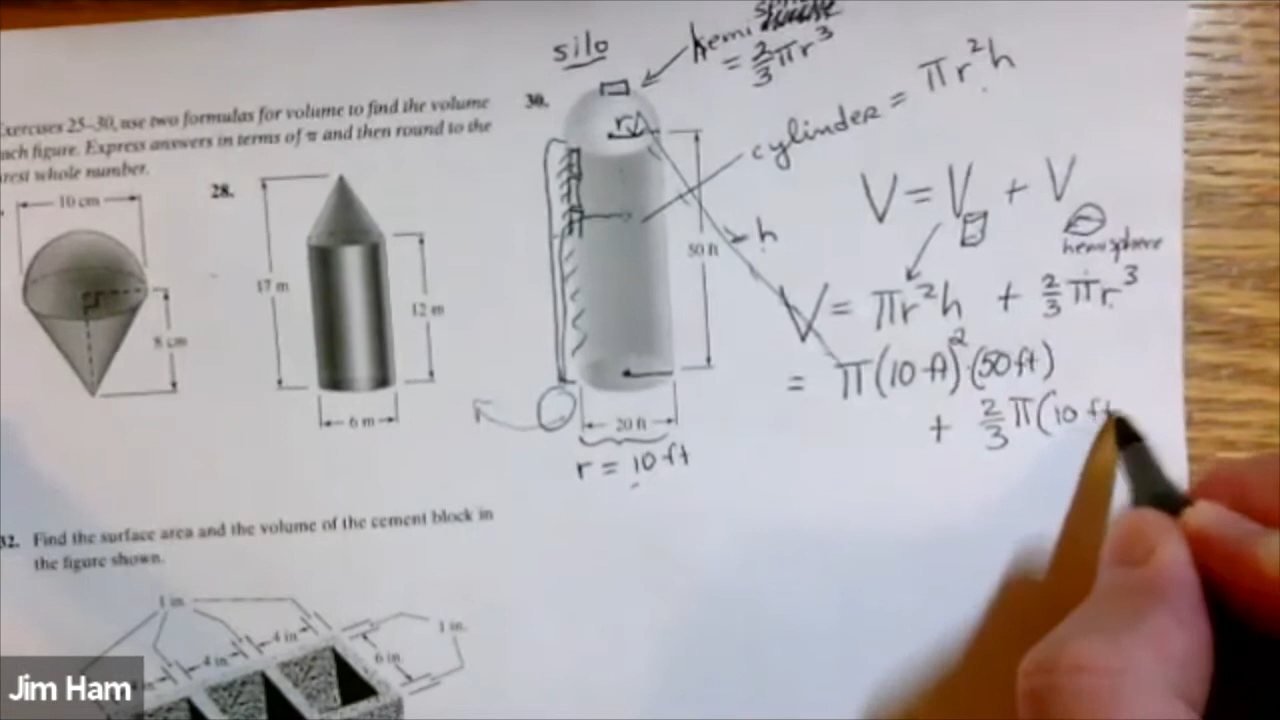 silo
hemi
= 2/3 πr³
cylinder = πr²h
Exercises 25–30, use two formulas for volume to find the volume
each figure. Express answers in terms of π and then round to the
nearest whole number.
10 cm
8 cm
28.
17 m
12 m
6 m
30.
r
h
50 ft
20 ft
r = 10 ft
V = V + V
hemisphere
V = πr²h + 2/3 πr³
= π(10 ft)²·(50 ft)
+ 2/3 π(10 ft
32. Find the surface area and the volume of the cement block in
the figure shown.
1 in.
4 in
4 in
6 in.
1 in.
Jim Ham